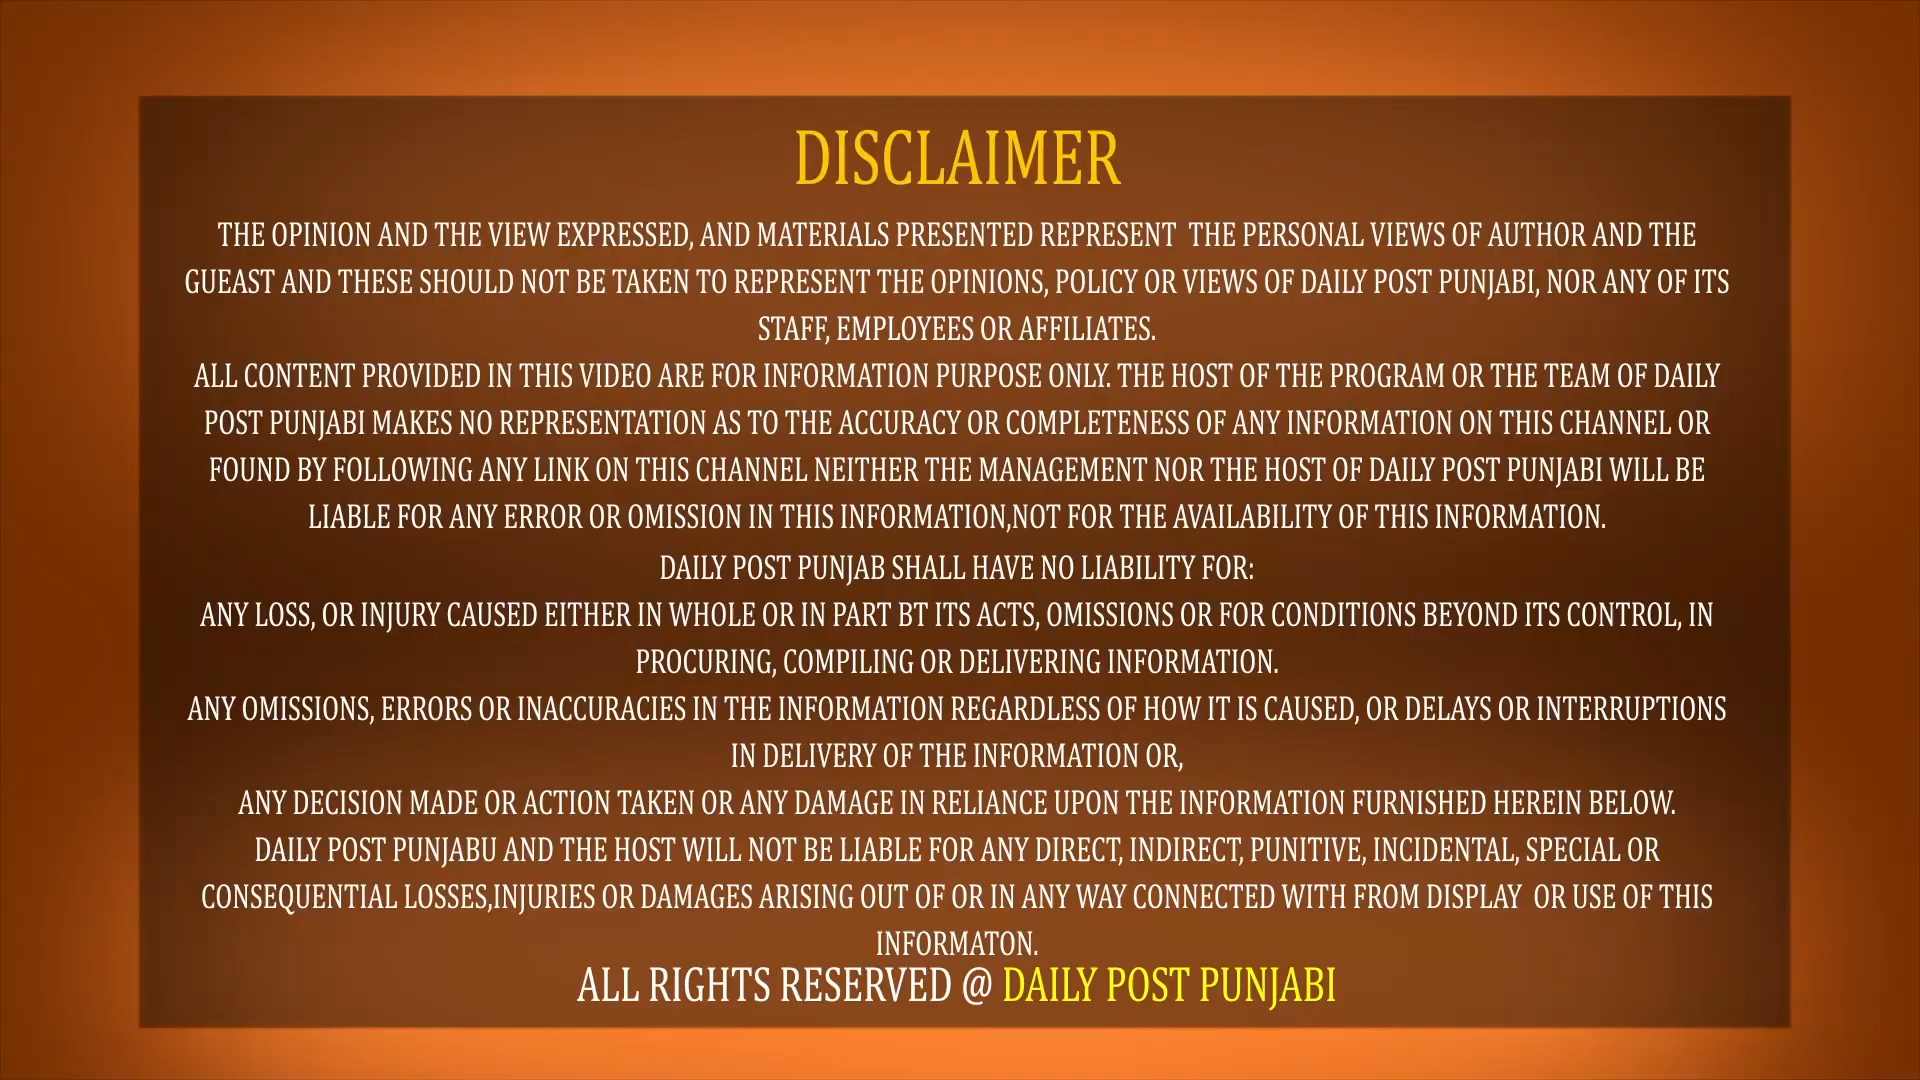 DISCLAIMER
THE OPINION AND THE VIEW EXPRESSED, AND MATERIALS PRESENTED REPRESENT THE PERSONAL VIEWS OF AUTHOR AND THE
GUEAST AND THESE SHOULD NOT BE TAKEN TO REPRESENT THE OPINIONS, POLICY OR VIEWS OF DAILY POST PUNJABI, NOR ANY OF ITS
STAFF, EMPLOYEES OR AFFILIATES.
ALL CONTENT PROVIDED IN THIS VIDEO ARE FOR INFORMATION PURPOSE ONLY. THE HOST OF THE PROGRAM OR THE TEAM OF DAILY
POST PUNJABI MAKES NO REPRESENTATION AS TO THE ACCURACY OR COMPLETENESS OF ANY INFORMATION ON THIS CHANNEL OR
FOUND BY FOLLOWING ANY LINK ON THIS CHANNEL NEITHER THE MANAGEMENT NOR THE HOST OF DAILY POST PUNJABI WILL BE
LIABLE FOR ANY ERROR OR OMISSION IN THIS INFORMATION,NOT FOR THE AVAILABILITY OF THIS INFORMATION.
DAILY POST PUNJAB SHALL HAVE NO LIABILITY FOR:
ANY LOSS, OR INJURY CAUSED EITHER IN WHOLE OR IN PART BT ITS ACTS, OMISSIONS OR FOR CONDITIONS BEYOND ITS CONTROL, IN
PROCURING, COMPILING OR DELIVERING INFORMATION.
ANY OMISSIONS, ERRORS OR INACCURACIES IN THE INFORMATION REGARDLESS OF HOW IT IS CAUSED, OR DELAYS OR INTERRUPTIONS
IN DELIVERY OF THE INFORMATION OR,
ANY DECISION MADE OR ACTION TAKEN OR ANY DAMAGE IN RELIANCE UPON THE INFORMATION FURNISHED HEREIN BELOW.
DAILY POST PUNJABU AND THE HOST WILL NOT BE LIABLE FOR ANY DIRECT, INDIRECT, PUNITIVE, INCIDENTAL, SPECIAL OR
CONSEQUENTIAL LOSSES,INJURIES OR DAMAGES ARISING OUT OF OR IN ANY WAY CONNECTED WITH FROM DISPLAY OR USE OF THIS
INFORMATON.
ALL RIGHTS RESERVED @ DAILY POST PUNJABI